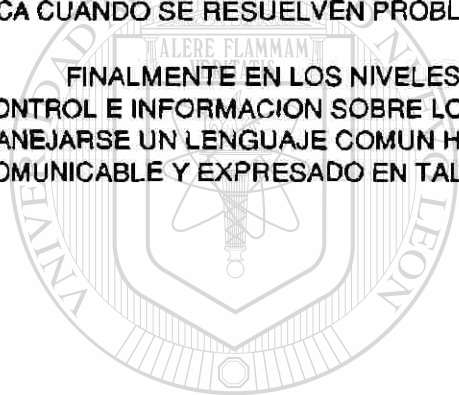 CA CUANDO SE RESUELVEN PROBL
ALERE FLAMMAM
VERITATIS
FINALMENTE EN LOS NIVELES
ONTROL E INFORMACION SOBRE LO
ANEJARSE UN LENGUAJE COMUN H
OMUNICABLE Y EXPRESADO EN TAL